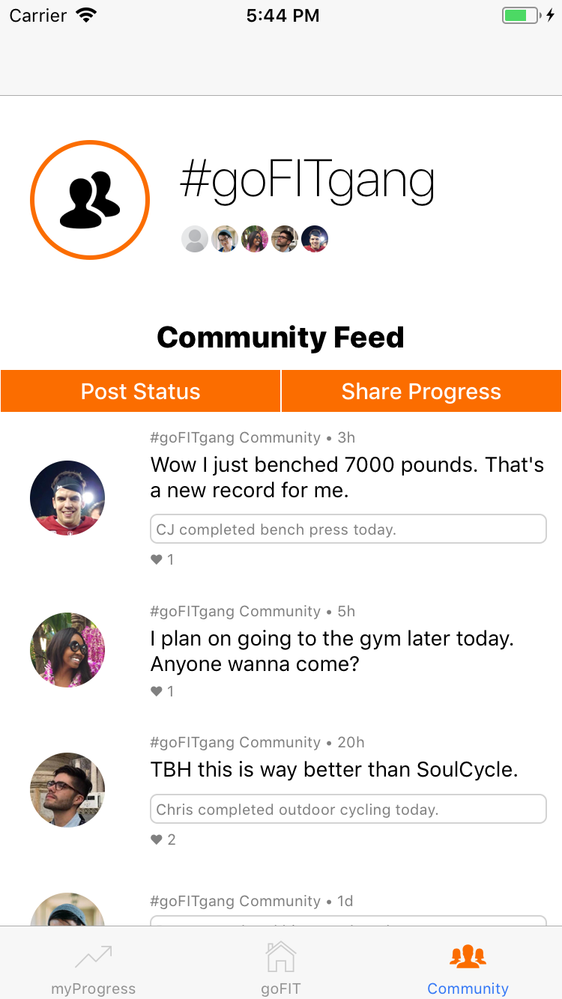 Carrier 5:44 PM
#goFITgang
Community Feed
Post Status Share Progress
#goFITgang Community • 3h
Wow I just benched 7000 pounds. That's
a new record for me.
CJ completed bench press today.
1
#goFITgang Community • 5h
I plan on going to the gym later today.
Anyone wanna come?
1
#goFITgang Community • 20h
TBH this is way better than SoulCycle.
Chris completed outdoor cycling today.
2
#goFITgang Community • 1d
myProgress goFIT Community